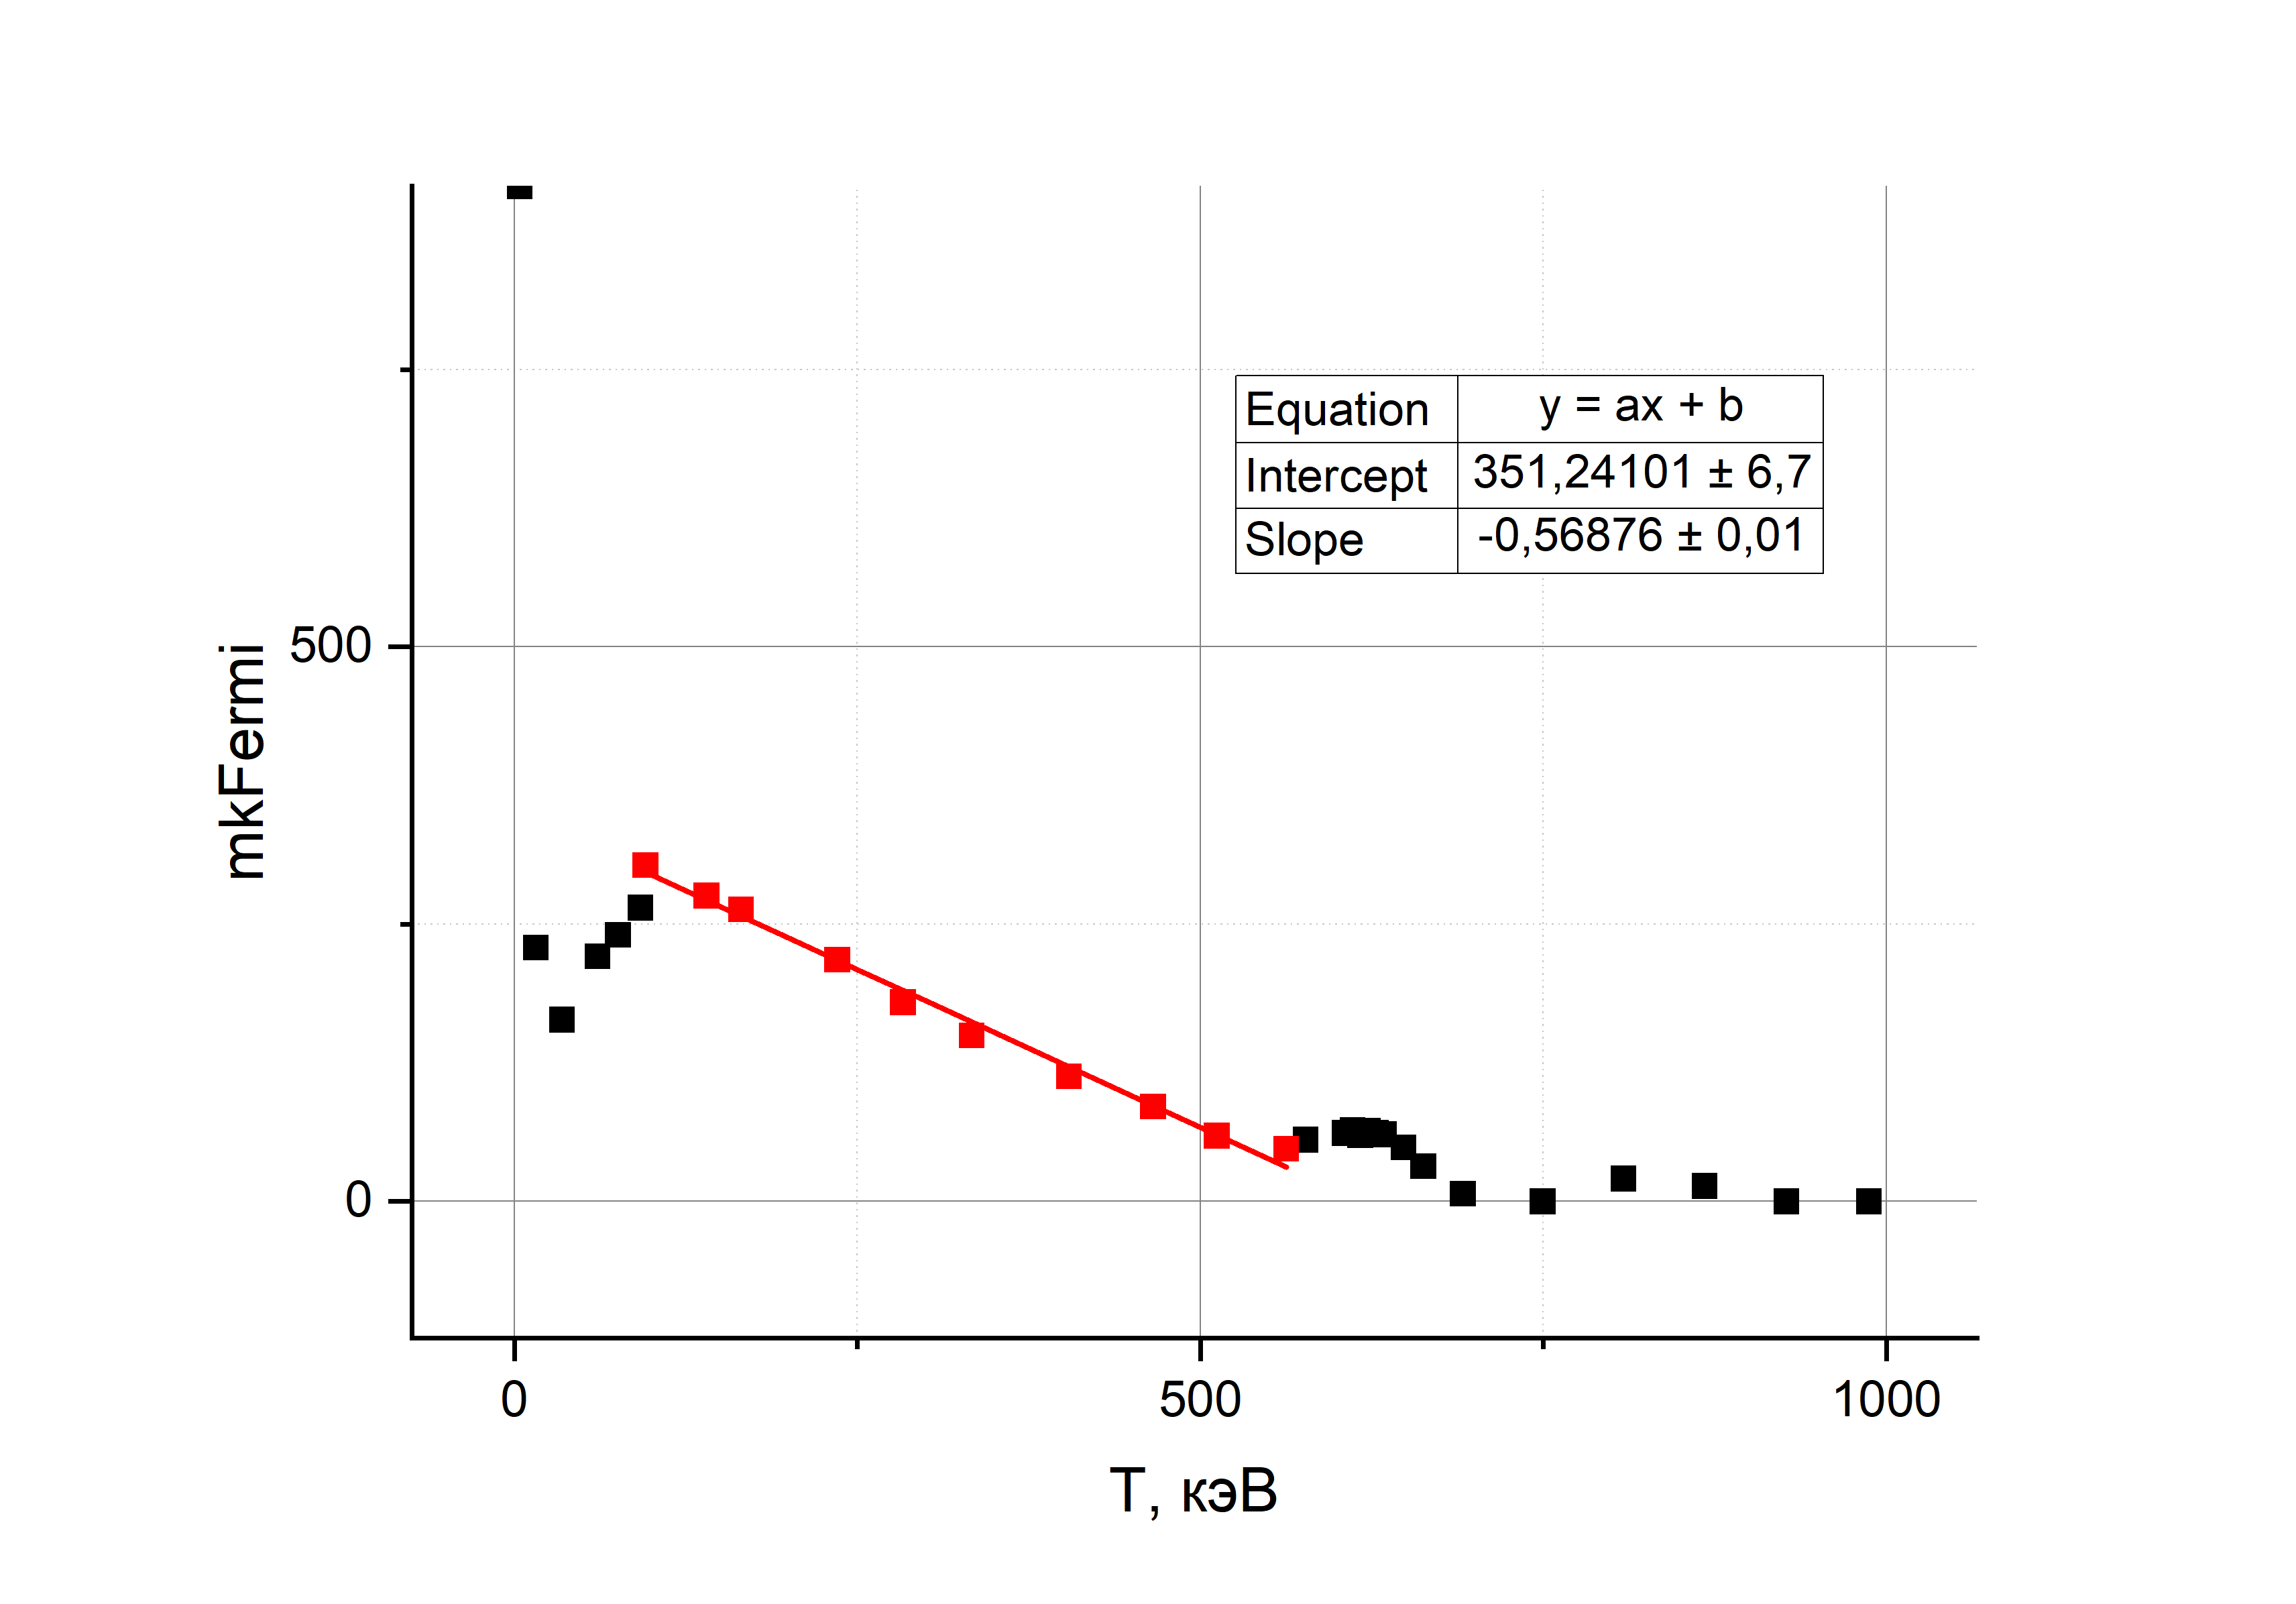 Equation y = ax + b
Intercept 351,24101 ± 6,7
Slope -0,56876 ± 0,01
mkFermi
500
0
0 500 1000
Т, кэВ